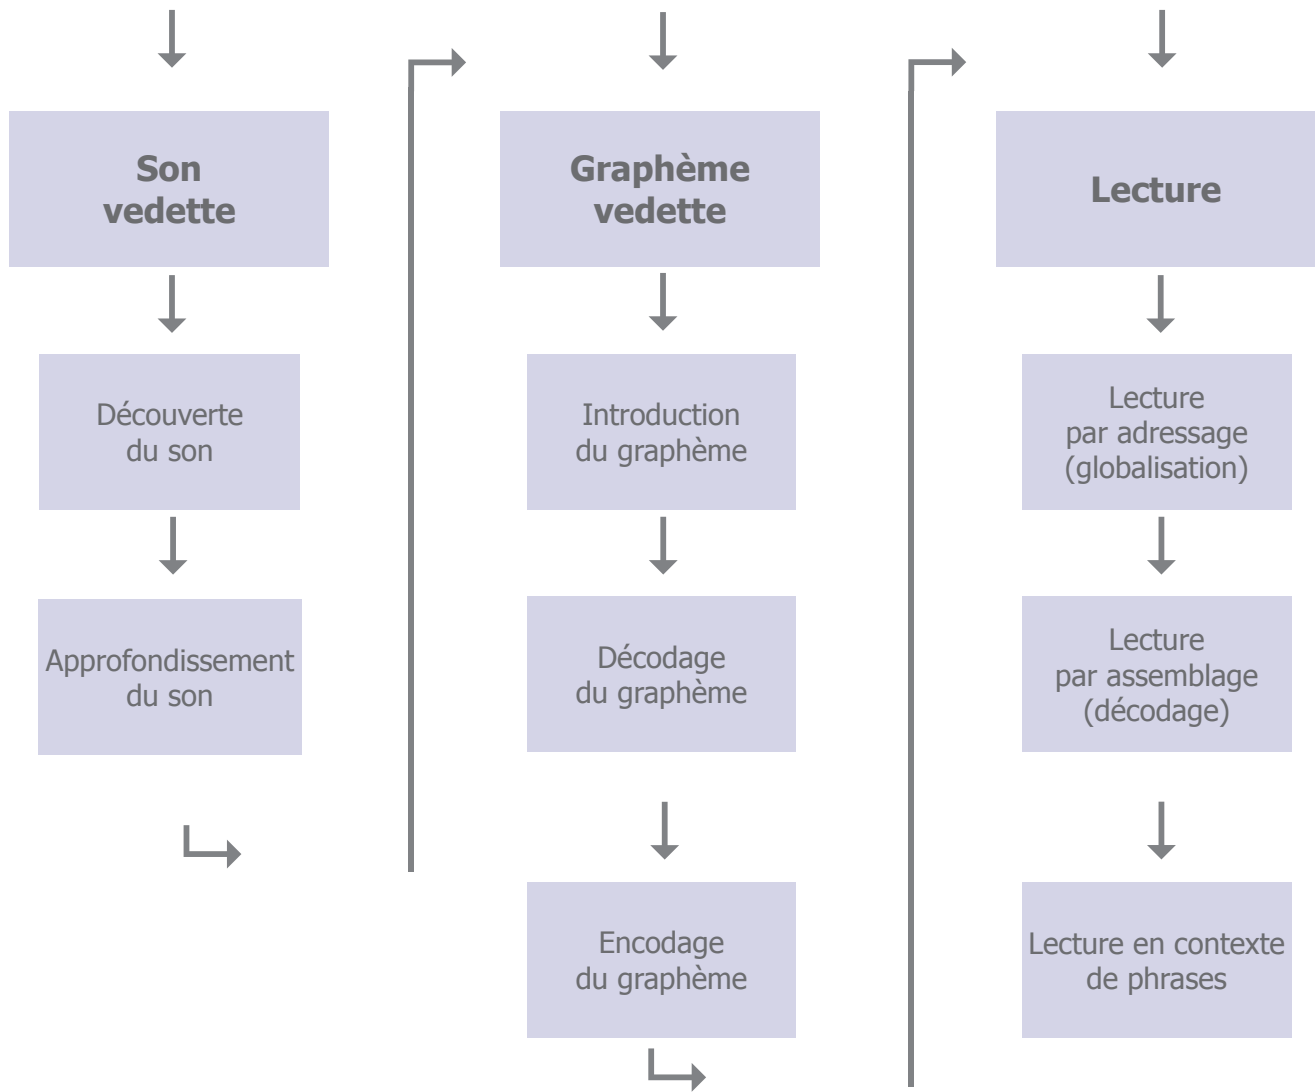 Son
vedette
Découverte
du son
Approfondissement
du son
Graphème
vedette
Introduction
du graphème
Décodage
du graphème
Encodage
du graphème
Lecture
Lecture
par adressage
(globalisation)
Lecture
par assemblage
(décodage)
Lecture en contexte
de phrases